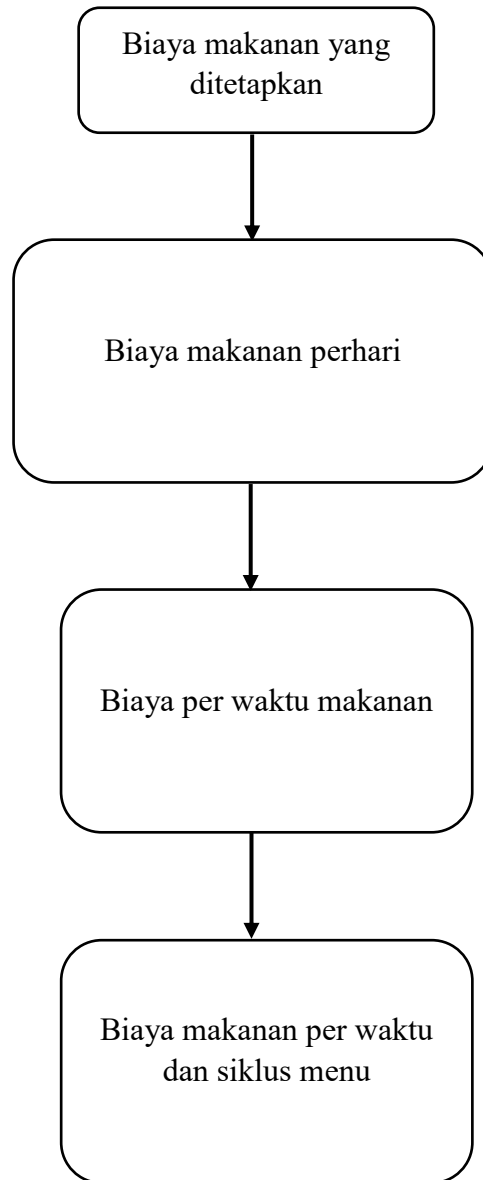 Biaya makanan yang
ditetapkan
Biaya makanan perhari
Biaya per waktu makanan
Biaya makanan per waktu
dan siklus menu